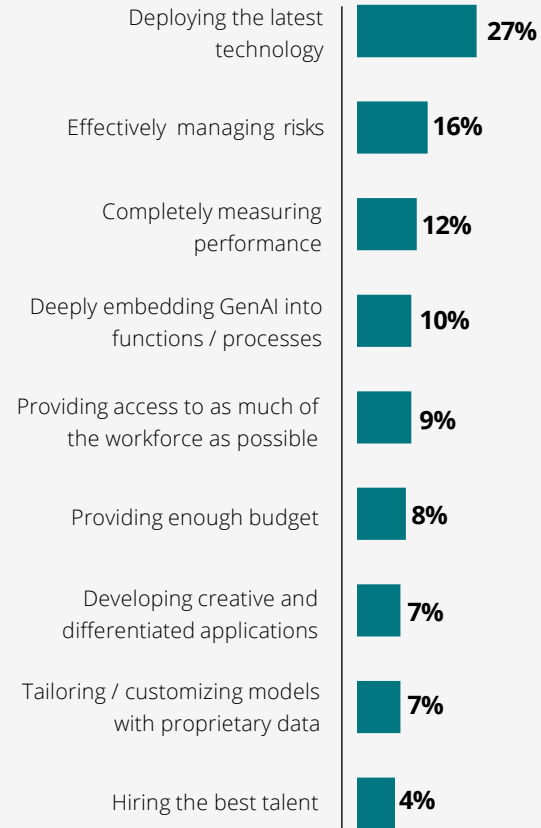 Deploying the latest
technology
27%
Effectively managing risks
16%
Completely measuring
performance
12%
Deeply embedding GenAI into
functions / processes
10%
Providing access to as much of
the workforce as possible
9%
Providing enough budget
8%
Developing creative and
differentiated applications
7%
Tailoring / customizing models
with proprietary data
7%
Hiring the best talent
4%